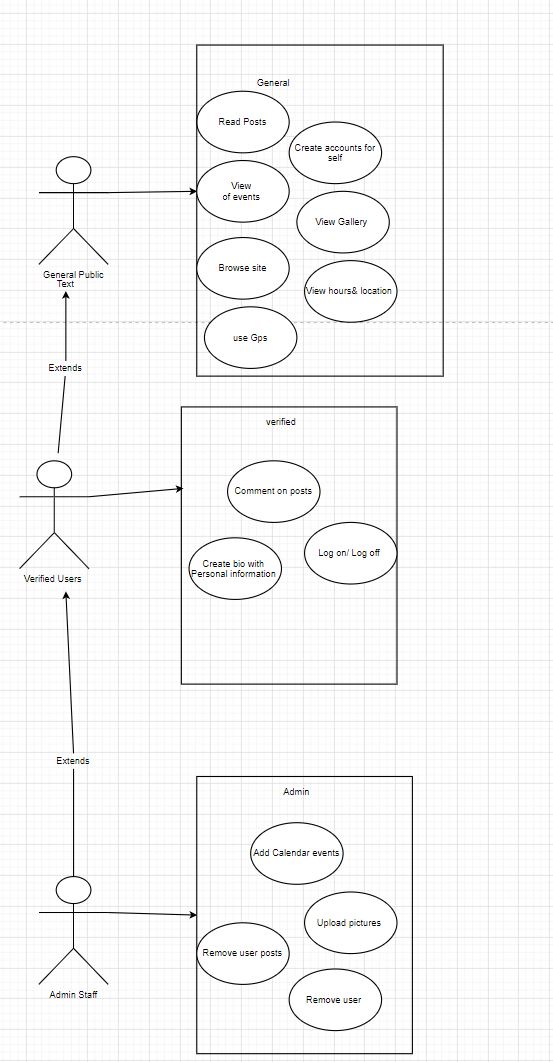 General
Read Posts
Create accounts for
self
View
of events
View Gallery
General Public
Text
Browse site
View hours& location
use Gps
Extends
verified
Comment on posts
Log on/ Log off
Create bio with
Personal information
Verified Users
Extends
Admin
Add Calendar events
Upload pictures
Remove user posts
Remove user
Admin Staff